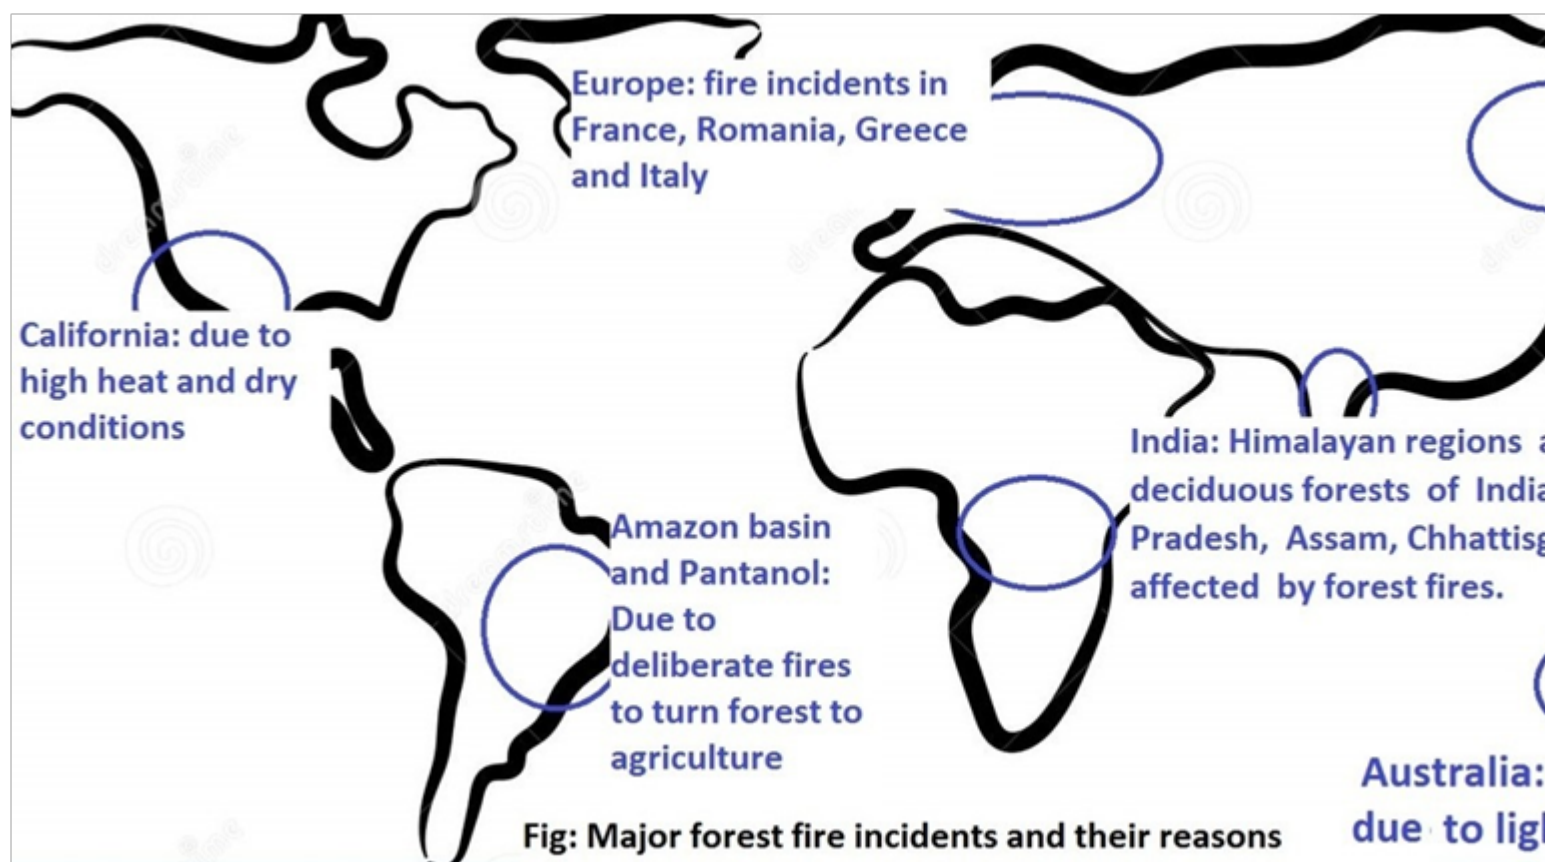 Europe: fire incidents in
France, Romania, Greece
and Italy
California: due to
high heat and dry
conditions
India: Himalayan regions
deciduous forests of
Pradesh, Assam,
affected by forest fires.
Amazon basin
and Pantanol:
Due to
deliberate fires
to turn forest to
agriculture
Australia:
due to
Fig: Major forest fire incidents and their reasons